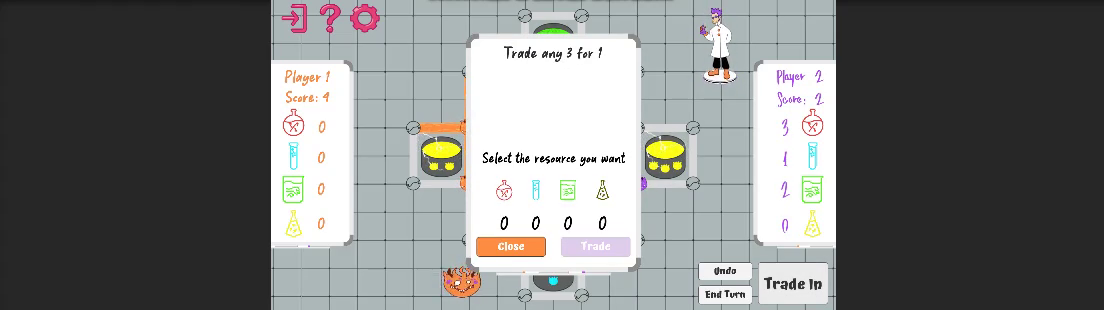 Trade any 3 for 1
Player 1
Score: 4
0
0
0
0
Select the resource you want
0 0 0 0
Close Trade
Player 2
Score: 2
3
1
2
0
Undo
End Turn
Trade In